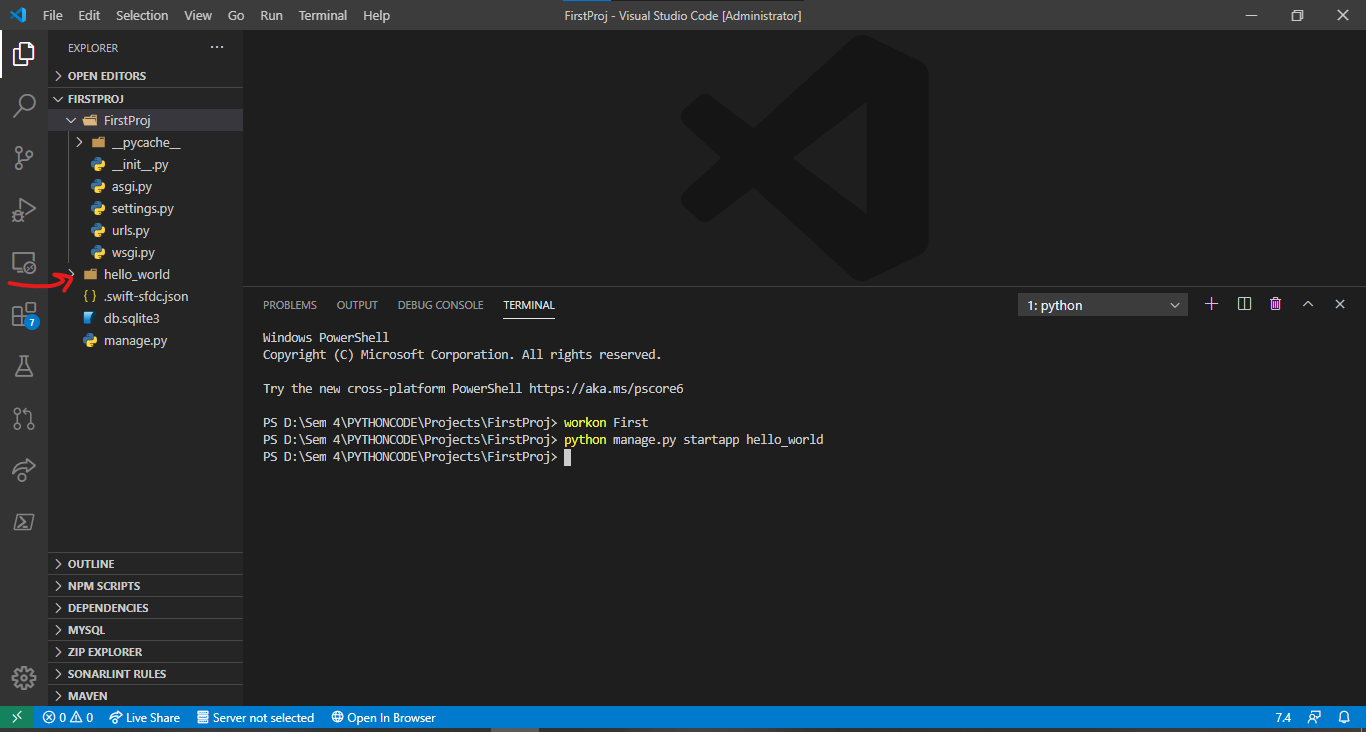 File Edit Selection View Go Run Terminal Help
FirstProj - Visual Studio Code [Administrator]
EXPLORER
OPEN EDITORS
FIRSTPROJ
FirstProj
__pycache__
__init__.py
asgi.py
settings.py
urls.py
wsgi.py
hello_world
{ } .swift-sfdc.json
db.sqlite3
manage.py
7
OUTLINE
NPM SCRIPTS
DEPENDENCIES
MYSQL
ZIP EXPLORER
SONARLINT RULES
MAVEN
PROBLEMS OUTPUT DEBUG CONSOLE TERMINAL
1: python
Windows PowerShell
Copyright (C) Microsoft Corporation. All rights reserved.
Try the new cross-platform PowerShell https://aka.ms/pscore6
PS D:\Sem 4\PYTHONCODE\Projects\FirstProj> workon First
PS D:\Sem 4\PYTHONCODE\Projects\FirstProj> python manage.py startapp hello_world
PS D:\Sem 4\PYTHONCODE\Projects\FirstProj>
0 0 Live Share Server not selected Open In Browser
7.4